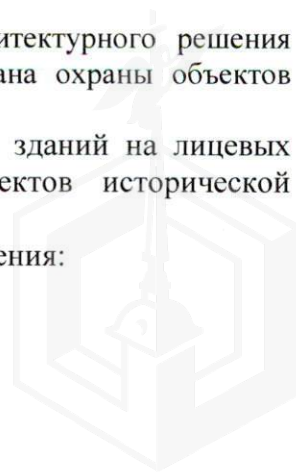 итектурного решения
ана охраны объектов
зданий на лицевых
ектов исторической
ения: